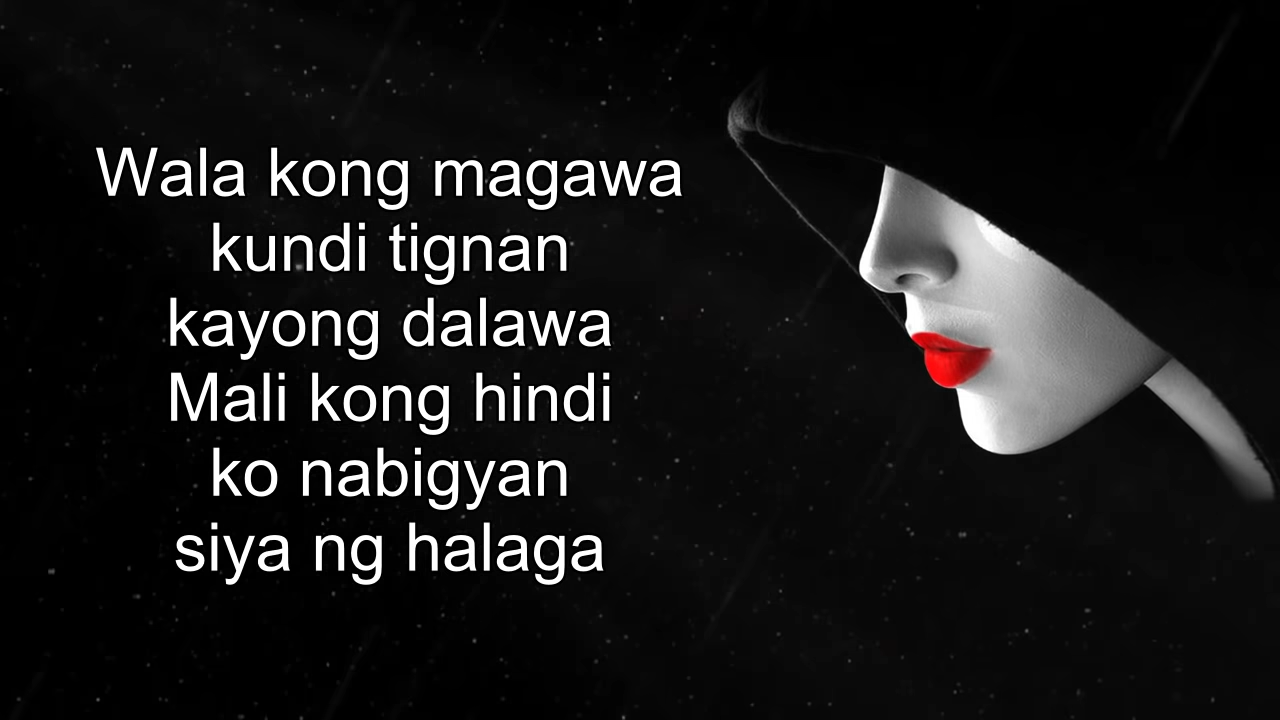 Wala kong magawa
kundi tignan
kayong dalawa
Mali kong hindi
ko nabigyan
siya ng halaga